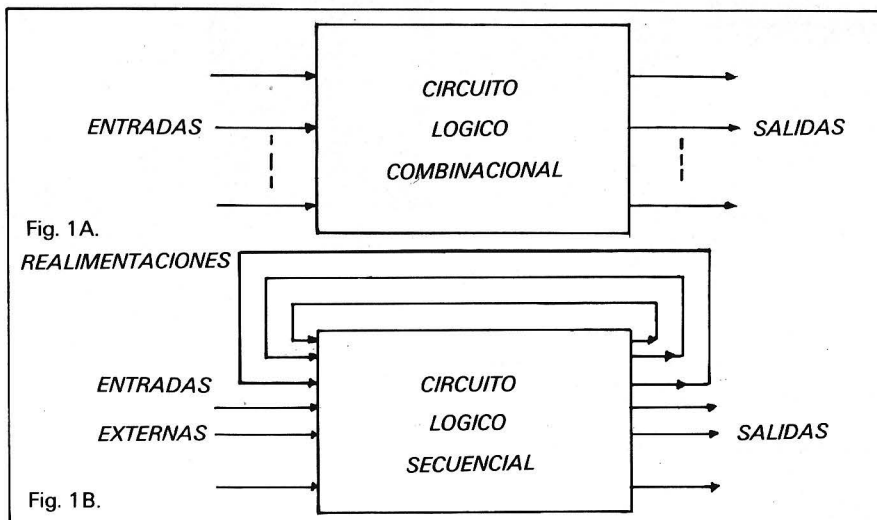 CIRCUITO
LOGICO
COMBINACIONAL
ENTRADAS
SALIDAS
Fig. 1A.
REALIMENTACIONES
ENTRADAS
EXTERNAS
CIRCUITO
LOGICO
SECUENCIAL
SALIDAS
Fig. 1B.